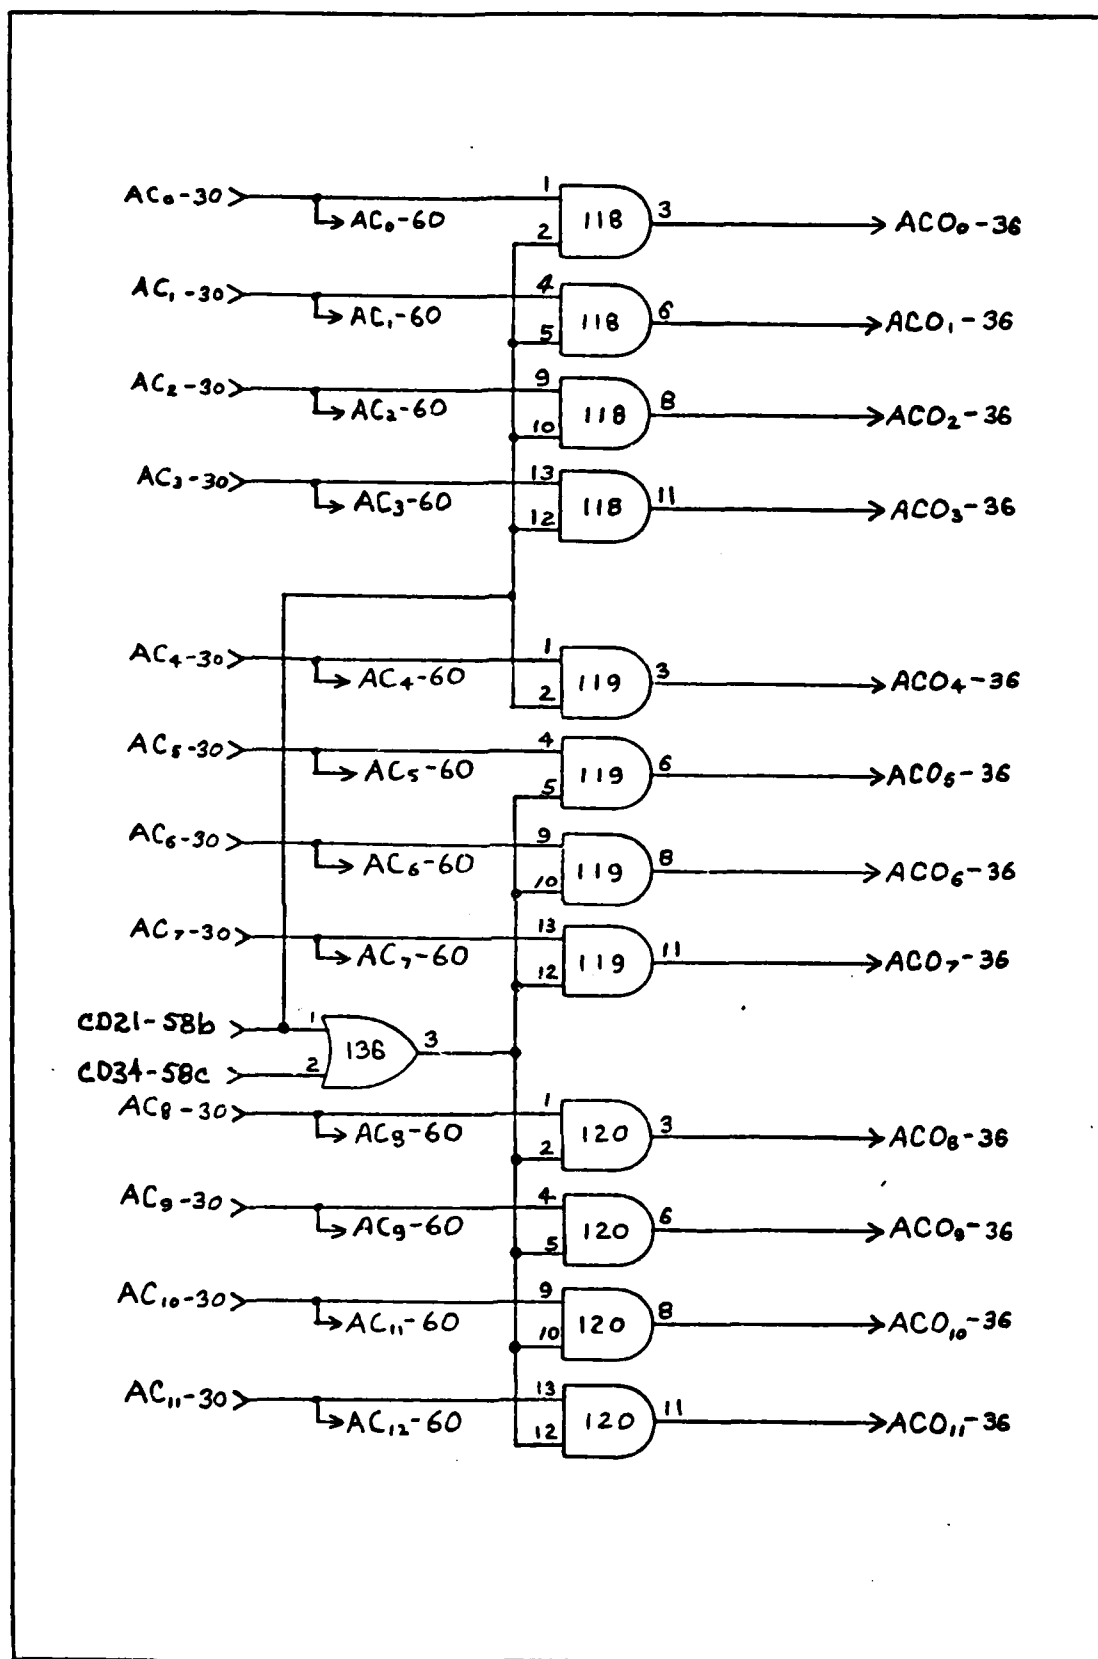 AC₀-30 1 118 3 ACO₀-36
AC₀-60
2
AC₁-30 4 118 6 ACO₁-36
AC₁-60
5
AC₂-30 9 118 8 ACO₂-36
AC₂-60
10
AC₃-30 13 118 11 ACO₃-36
AC₃-60
12
AC₄-30 1 119 3 ACO₄-36
AC₄-60
2
AC₅-30 4 119 6 ACO₅-36
AC₅-60
5
AC₆-30 9 119 8 ACO₆-36
AC₆-60
10
AC₇-30 13 119 11 ACO₇-36
AC₇-60
12
CD21-58b 1 136 3
CD34-58c 2
AC₈-30 1 120 3 ACO₈-36
AC₈-60
2
AC₉-30 4 120 6 ACO₉-36
AC₉-60
5
AC₁₀-30 9 120 8 ACO₁₀-36
AC₁₁-60
10
AC₁₁-30 13 120 11 ACO₁₁-36
AC₁₂-60
12